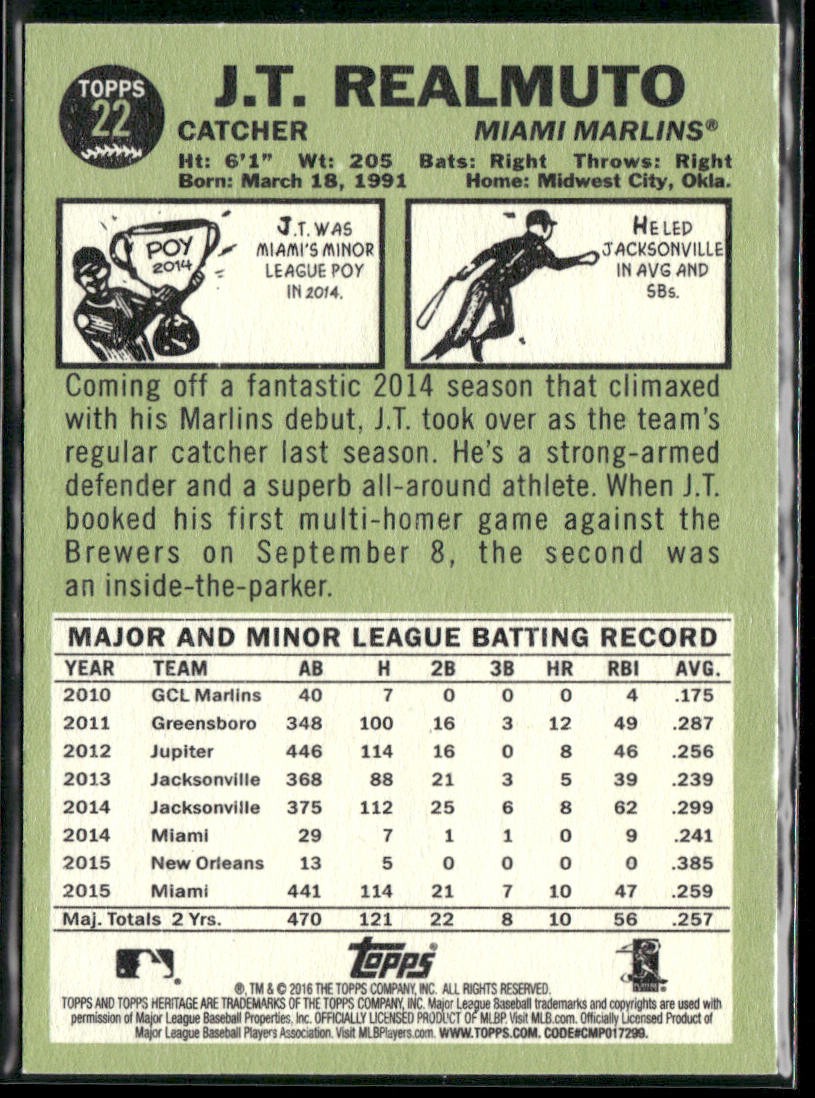 TOPPS
22
J.T. REALMUTO
CATCHER MIAMI MARLINS®
Ht: 6'1" Wt: 205 Bats: Right Throws: Right
Born: March 18, 1991 Home: Midwest City, Okla.
POY
2014
J.T. WAS
MIAMI'S MINOR
LEAGUE POY
IN 2014.
HE LED
JACKSONVILLE
IN AVG AND
SBs.
Coming off a fantastic 2014 season that climaxed
with his Marlins debut, J.T. took over as the team's
regular catcher last season. He's a strong-armed
defender and a superb all-around athlete. When J.T.
booked his first multi-homer game against the
Brewers on September 8, the second was
an inside-the-parker.
MAJOR AND MINOR LEAGUE BATTING RECORD
YEAR TEAM AB H 2B 3B HR RBI AVG.
2010 GCL Marlins 40 7 0 0 0 4 .175
2011 Greensboro 348 100 16 3 12 49 .287
2012 Jupiter 446 114 16 0 8 46 .256
2013 Jacksonville 368 88 21 3 5 39 .239
2014 Jacksonville 375 112 25 6 8 62 .299
2014 Miami 29 7 1 1 0 9 .241
2015 New Orleans 13 5 0 0 0 0 .385
2015 Miami 441 114 21 7 10 47 .259
Maj. Totals 2 Yrs. 470 121 22 8 10 56 .257
topps®
®, TM & © 2016 THE TOPPS COMPANY, INC. ALL RIGHTS RESERVED.
TOPPS AND TOPPS HERITAGE ARE TRADEMARKS OF THE TOPPS COMPANY, INC. Major League Baseball trademarks and copyrights are used with
permission of Major League Baseball Properties, Inc. OFFICIALLY LICENSED PRODUCT OF MLBP. Visit MLB.com. Officially Licensed Product of
Major League Baseball Players Association. Visit MLBPlayers.com. WWW.TOPPS.COM. CODE#CMP017299.